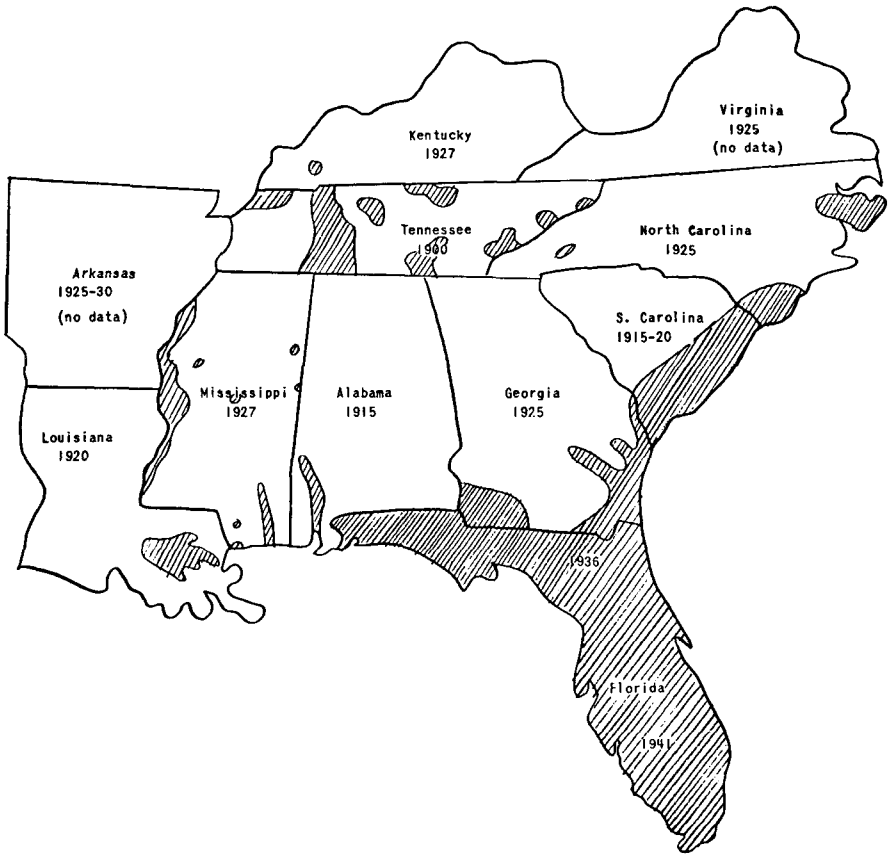 Virginia
1925
(no data)
Kentucky
1927
Tennessee
1900
North Carolina
1925
Arkansas
1925-30
(no data)
S. Carolina
1915-20
Mississippi
1927
Alabama
1915
Georgia
1925
Louisiana
1920
1936
Florida
1941